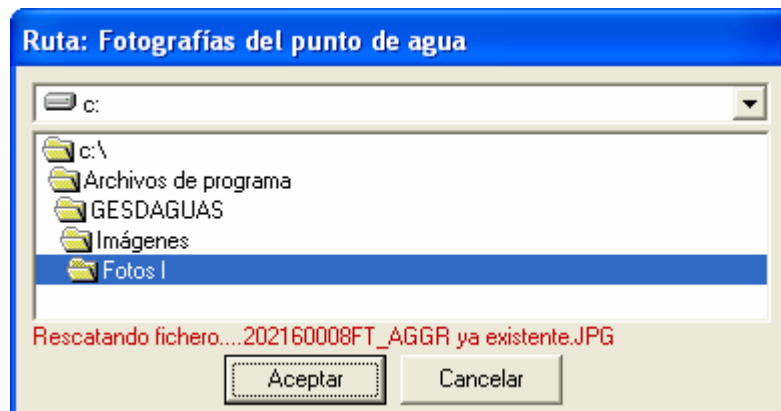 Ruta: Fotografías del punto de agua
c:
c:\
Archivos de programa
GESDAGUAS
Imágenes
Fotos I
Rescatando fichero....202160008FT_AGGR ya existente.JPG
Aceptar Cancelar